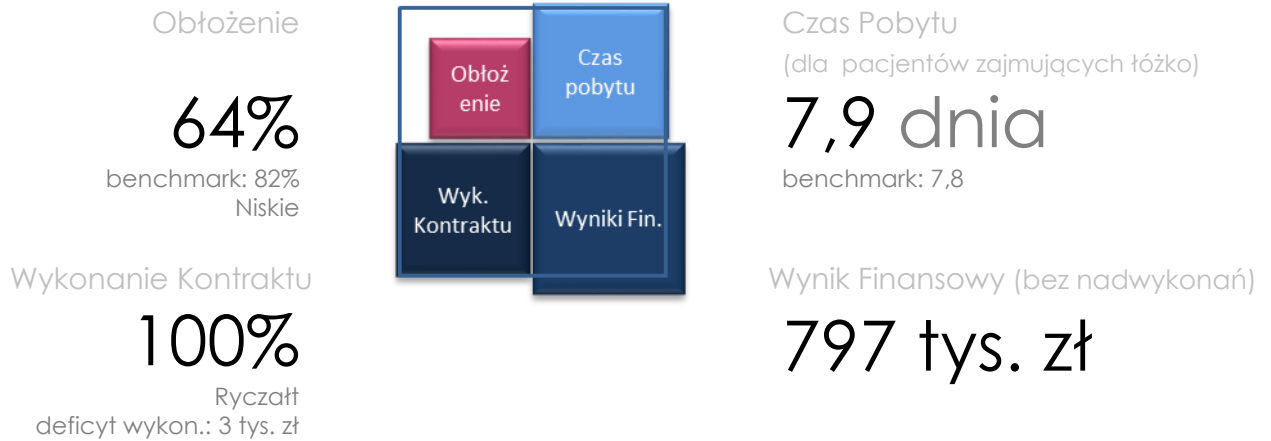 Obłożenie
64%
benchmark: 82%
Niskie
Obłoż
enie
Czas
pobytu
Wyk.
Kontraktu
Wyniki Fin.
Czas Pobytu
(dla pacjentów zajmujących łóżko)
7,9 dnia
benchmark: 7,8
Wykonanie Kontraktu
100%
Ryczałt
deficyt wykon.: 3 tys. zł
Wynik Finansowy (bez nadwykonań)
797 tys. zł